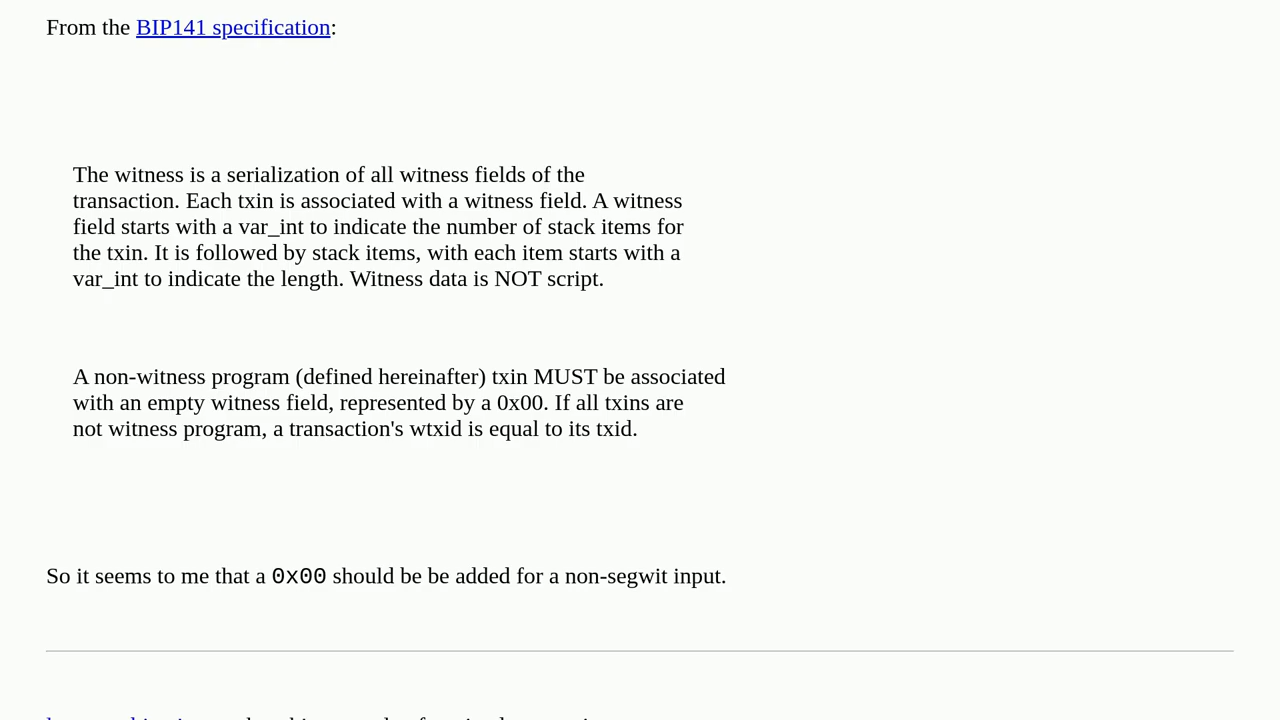 From the BIP141 specification:
The witness is a serialization of all witness fields of the
transaction. Each txin is associated with a witness field. A witness
field starts with a var_int to indicate the number of stack items for
the txin. It is followed by stack items, with each item starts with a
var_int to indicate the length. Witness data is NOT script.
A non-witness program (defined hereinafter) txin MUST be associated
with an empty witness field, represented by a 0x00. If all txins are
not witness program, a transaction's wtxid is equal to its txid.
So it seems to me that a 0x00 should be be added for a non-segwit input.